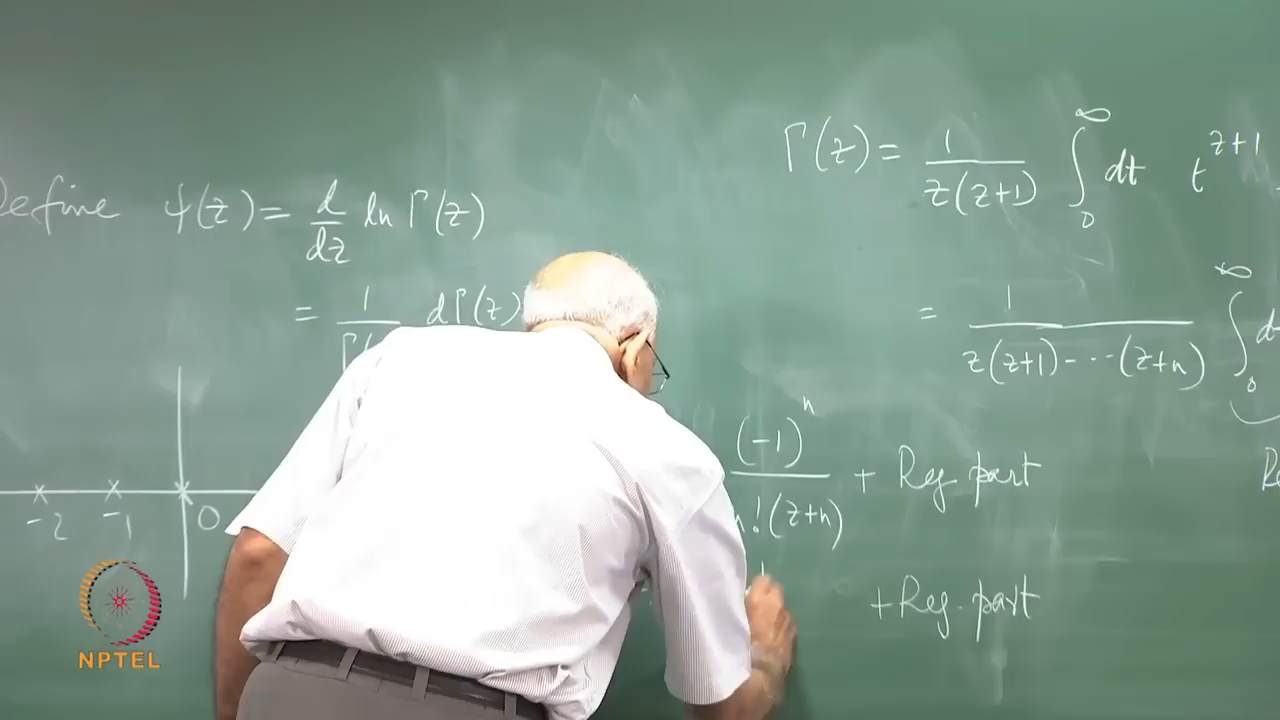 Define ψ(z) = d/dz ln Γ(z)
= 1/Γ( dΓ(z)
-2 -1 0
Γ(z) = 1/z(z+1) ∫₀^∞ dt t^{z+1}
= 1/z(z+1)---(z+n) ∫₀^∞ d
(-1)^n/n!(z+n) + Reg part
+ Reg. part
NPTEL